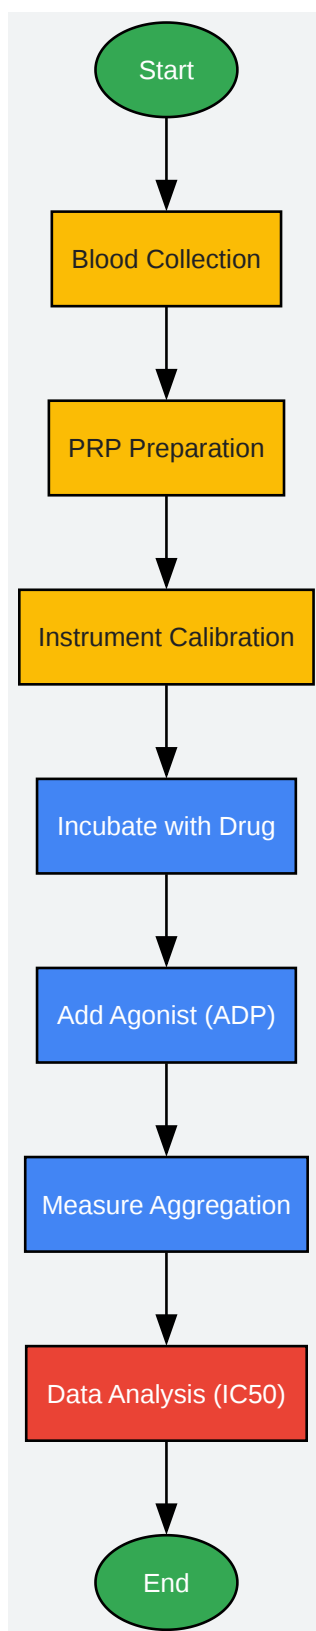 Start
Blood Collection
PRP Preparation
Instrument Calibration
Incubate with Drug
Add Agonist (ADP)
Measure Aggregation
Data Analysis (IC50)
End